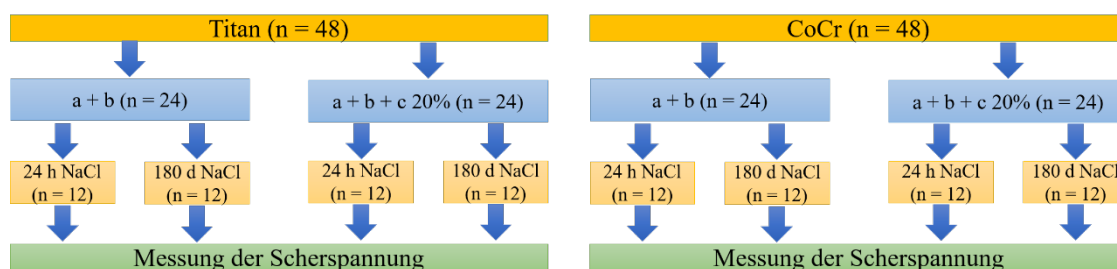 Titan (n = 48)
a + b (n = 24)
a + b + c 20% (n = 24)
24 h NaCl
(n = 12)
180 d NaCl
(n = 12)
24 h NaCl
(n = 12)
180 d NaCl
(n = 12)
Messung der Scherspannung
CoCr (n = 48)
a + b (n = 24)
a + b + c 20% (n = 24)
24 h NaCl
(n = 12)
180 d NaCl
(n = 12)
24 h NaCl
(n = 12)
180 d NaCl
(n = 12)
Messung der Scherspannung